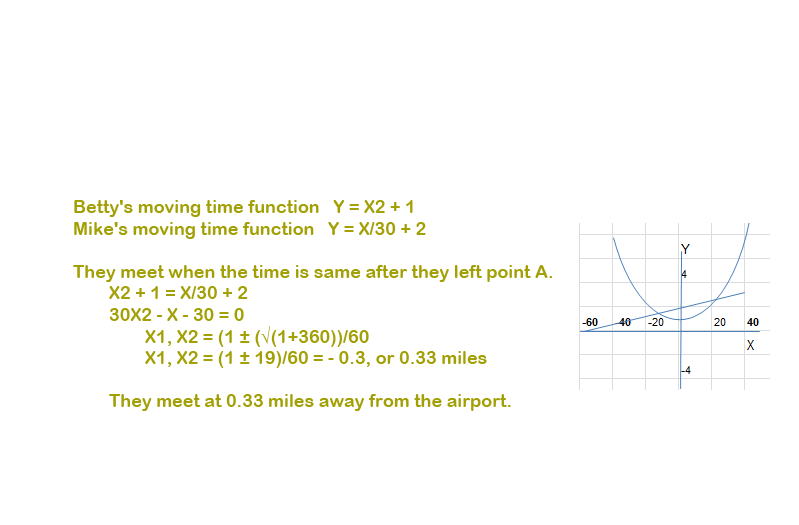 Betty's moving time function Y = X2 + 1
Mike's moving time function Y = X/30 + 2
They meet when the time is same after they left point A.
X2 + 1 = X/30 + 2
30X2 - X - 30 = 0
X1, X2 = (1 ± (√(1+360))/60
X1, X2 = (1 ± 19)/60 = - 0.3, or 0.33 miles
They meet at 0.33 miles away from the airport.
Y
4
-60 -40 -20 20 40
X
-4